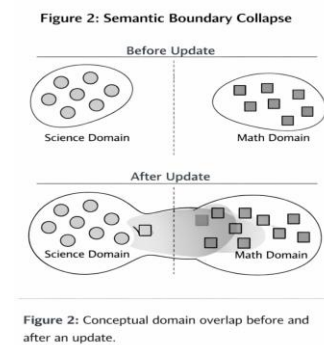 Figure 2: Semantic Boundary Collapse
Before Update
Science Domain
Math Domain
After Update
Science Domain
Math Domain
Figure 2: Conceptual domain overlap before and
after an update.